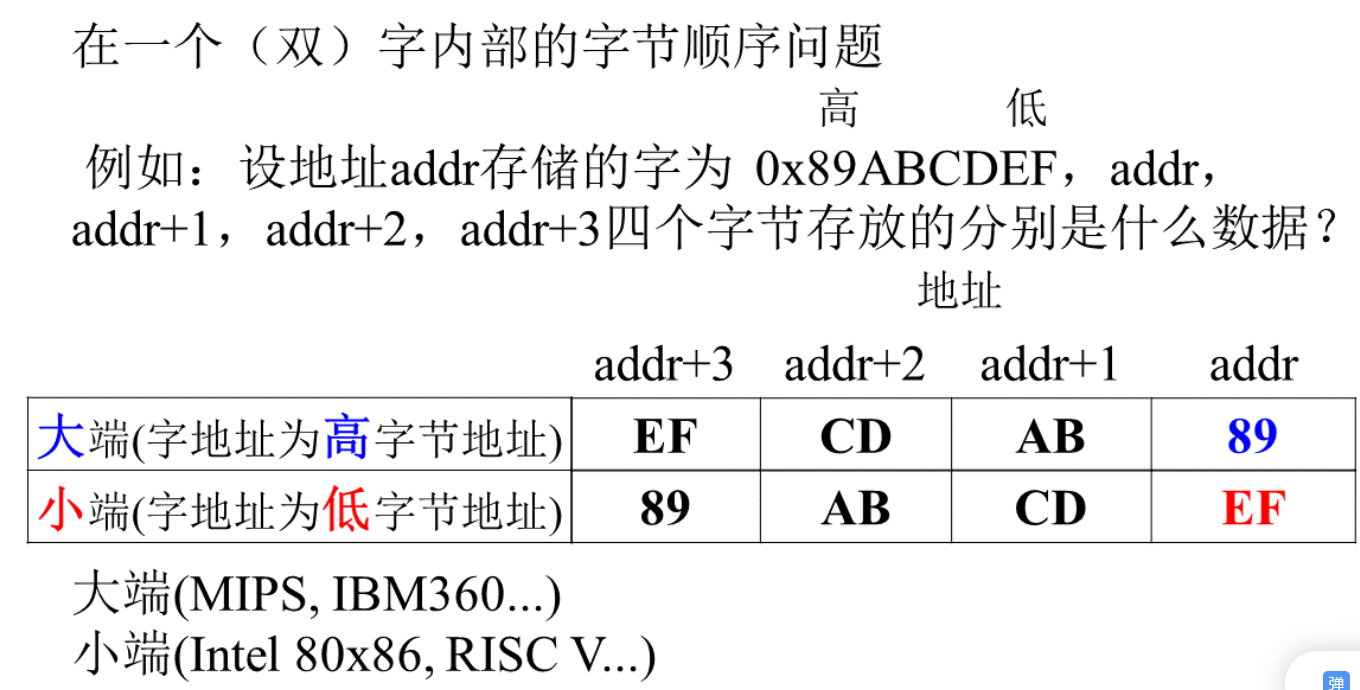 在一个（双）字内部的字节顺序问题
高 低
例如：设地址addr存储的字为 0x89ABCDEF，addr，
addr+1，addr+2，addr+3四个字节存放的分别是什么数据？
地址
addr+3 addr+2 addr+1 addr
大端(字地址为高字节地址) EF CD AB 89
小端(字地址为低字节地址) 89 AB CD EF
大端(MIPS, IBM360...)
小端(Intel 80x86, RISC V...)
弹